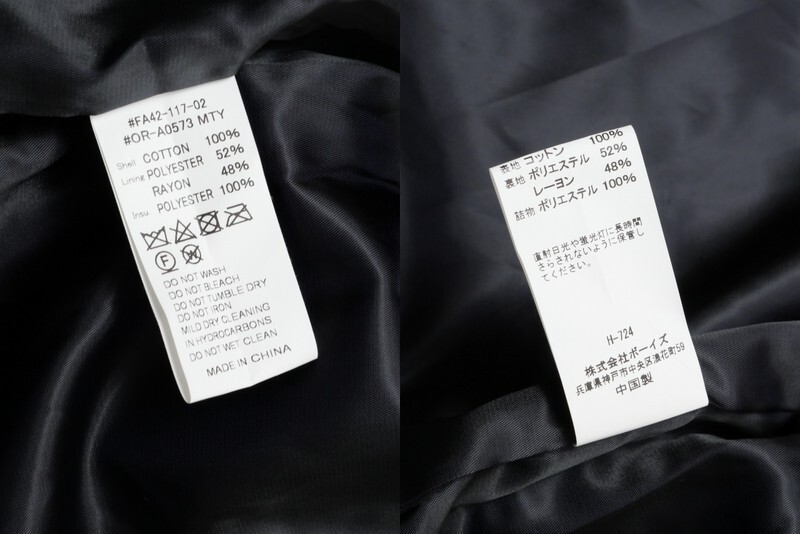 #FA42-117-02
#OR-A0573 MTY
Shell COTTON 100%
Lining POLYESTER 52%
RAYON 48%
Insu. POLYESTER 100%
F W
DO NOT WASH
DO NOT BLEACH
DO NOT TUMBLE DRY
DO NOT IRON
MILD DRY CLEANING
IN HYDROCARBONS
DO NOT WET CLEAN
MADE IN CHINA
表地 コットン 100%
裏地 ポリエステル 52%
レーヨン 48%
詰物 ポリエステル 100%
直射日光や蛍光灯に長時間
さらされないように保管し
てください。
H-724
株式会社ボーイズ
兵庫県神戸市中央区浪花町59
中国製